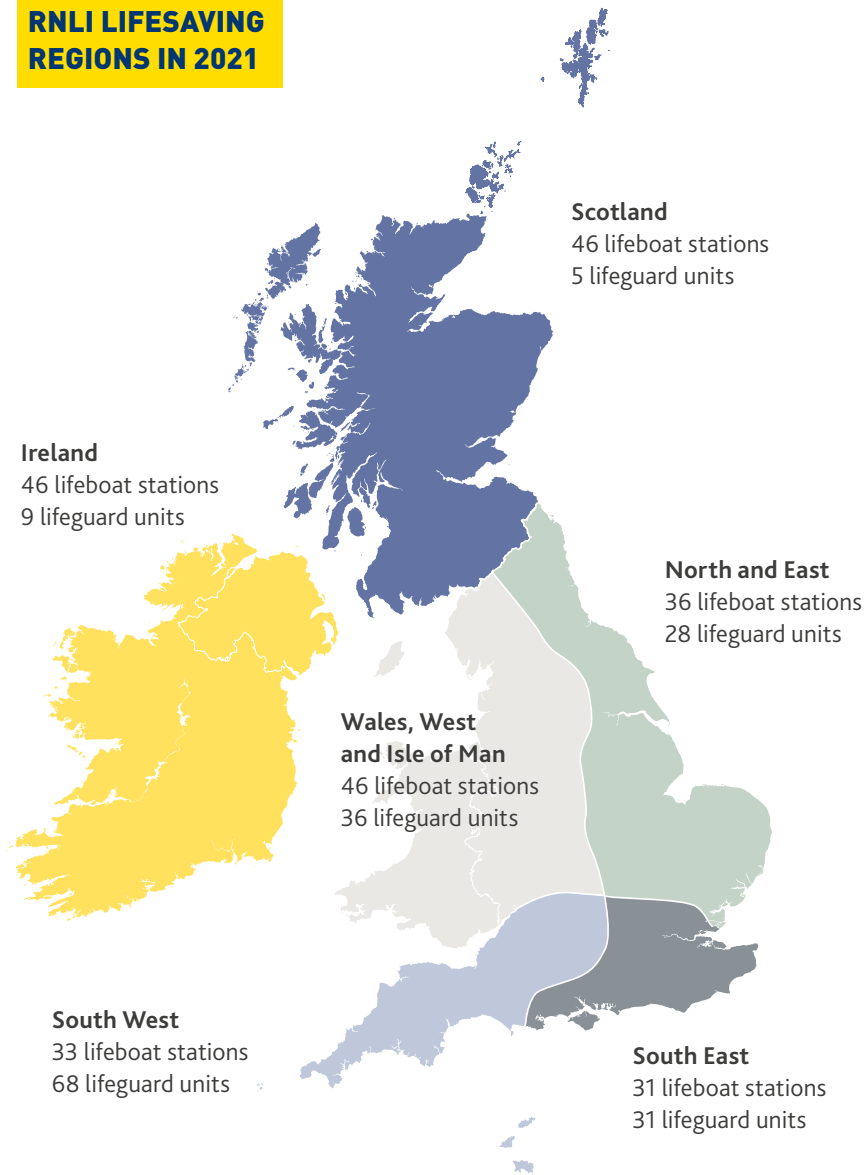 RNLI LIFESAVING
REGIONS IN 2021
Scotland
46 lifeboat stations
5 lifeguard units
Ireland
46 lifeboat stations
9 lifeguard units
North and East
36 lifeboat stations
28 lifeguard units
Wales, West
and Isle of Man
46 lifeboat stations
36 lifeguard units
South West
33 lifeboat stations
68 lifeguard units
South East
31 lifeboat stations
31 lifeguard units